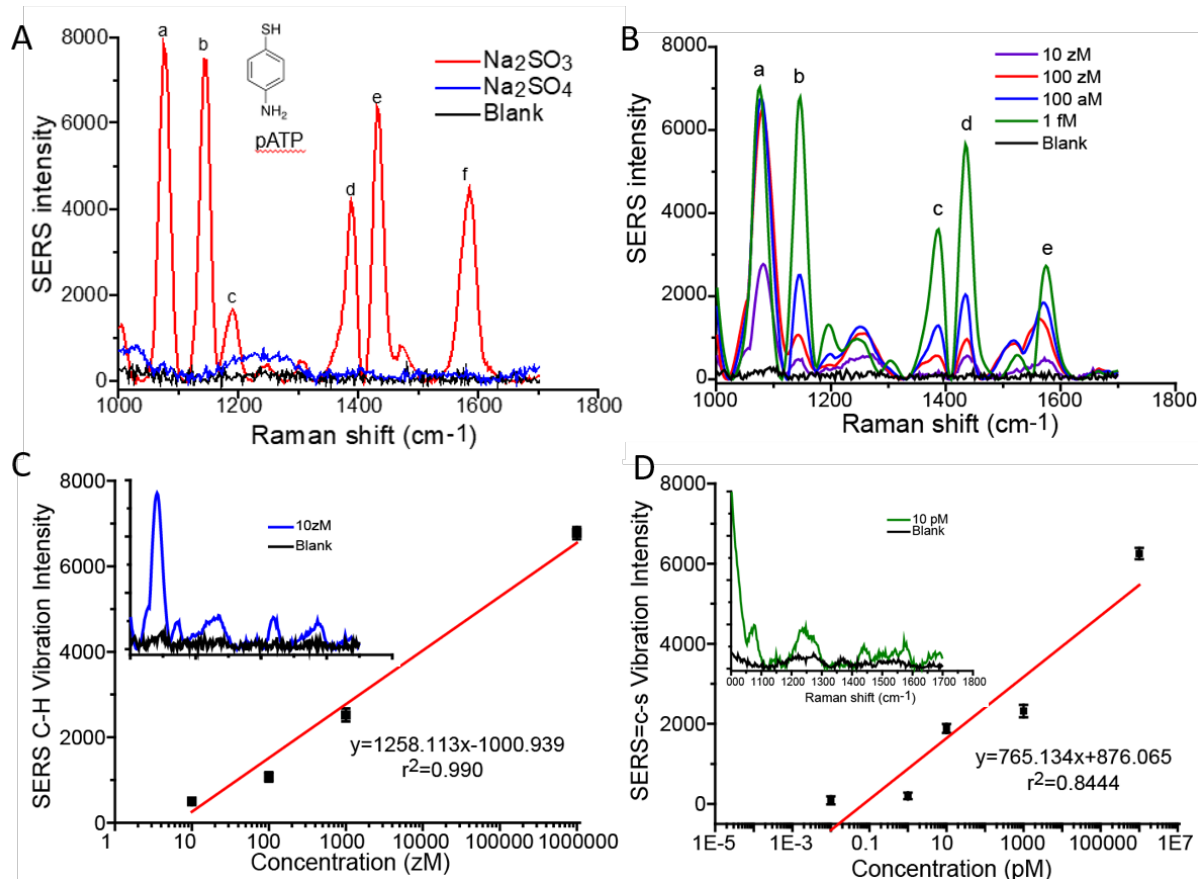 A
8000
6000
4000
2000
0
SERS intensity
a
b
c
d
e
f
SH
NH2
pATP
Na2SO3
Na2SO4
Blank
1000
1200
1400
1600
1800
Raman shift (cm-1)
B
8000
6000
4000
2000
0
SERS intensity
a
b
c
d
e
10 zM
100 zM
100 aM
1 fM
Blank
1000
1200
1400
1600
1800
Raman shift (cm-1)
C
8000
6000
4000
2000
0
SERS C-H Vibration Intensity
10zM
Blank
y=1258.113x-1000.939
r2=0.990
1
10
100
1000
10000
100000
1000000
Concentration (zM)
D
8000
6000
4000
2000
0
SERS=c-s Vibration Intensity
10 pM
Blank
000 1100 1200 1300 1400 1500 1600 1700 1800
Raman shift (cm-1)
y=765.134x+876.065
r2=0.8444
1E-5
1E-3
0.1
10
1000
100000
1E7
Concentration (pM)